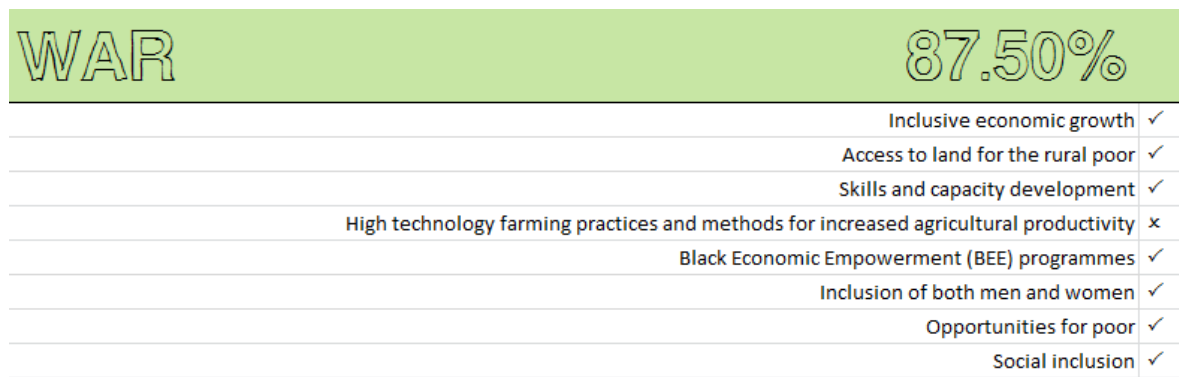 WAR 87.50%
Inclusive economic growth ✓
Access to land for the rural poor ✓
Skills and capacity development ✓
High technology farming practices and methods for increased agricultural productivity x
Black Economic Empowerment (BEE) programmes ✓
Inclusion of both men and women ✓
Opportunities for poor ✓
Social inclusion ✓